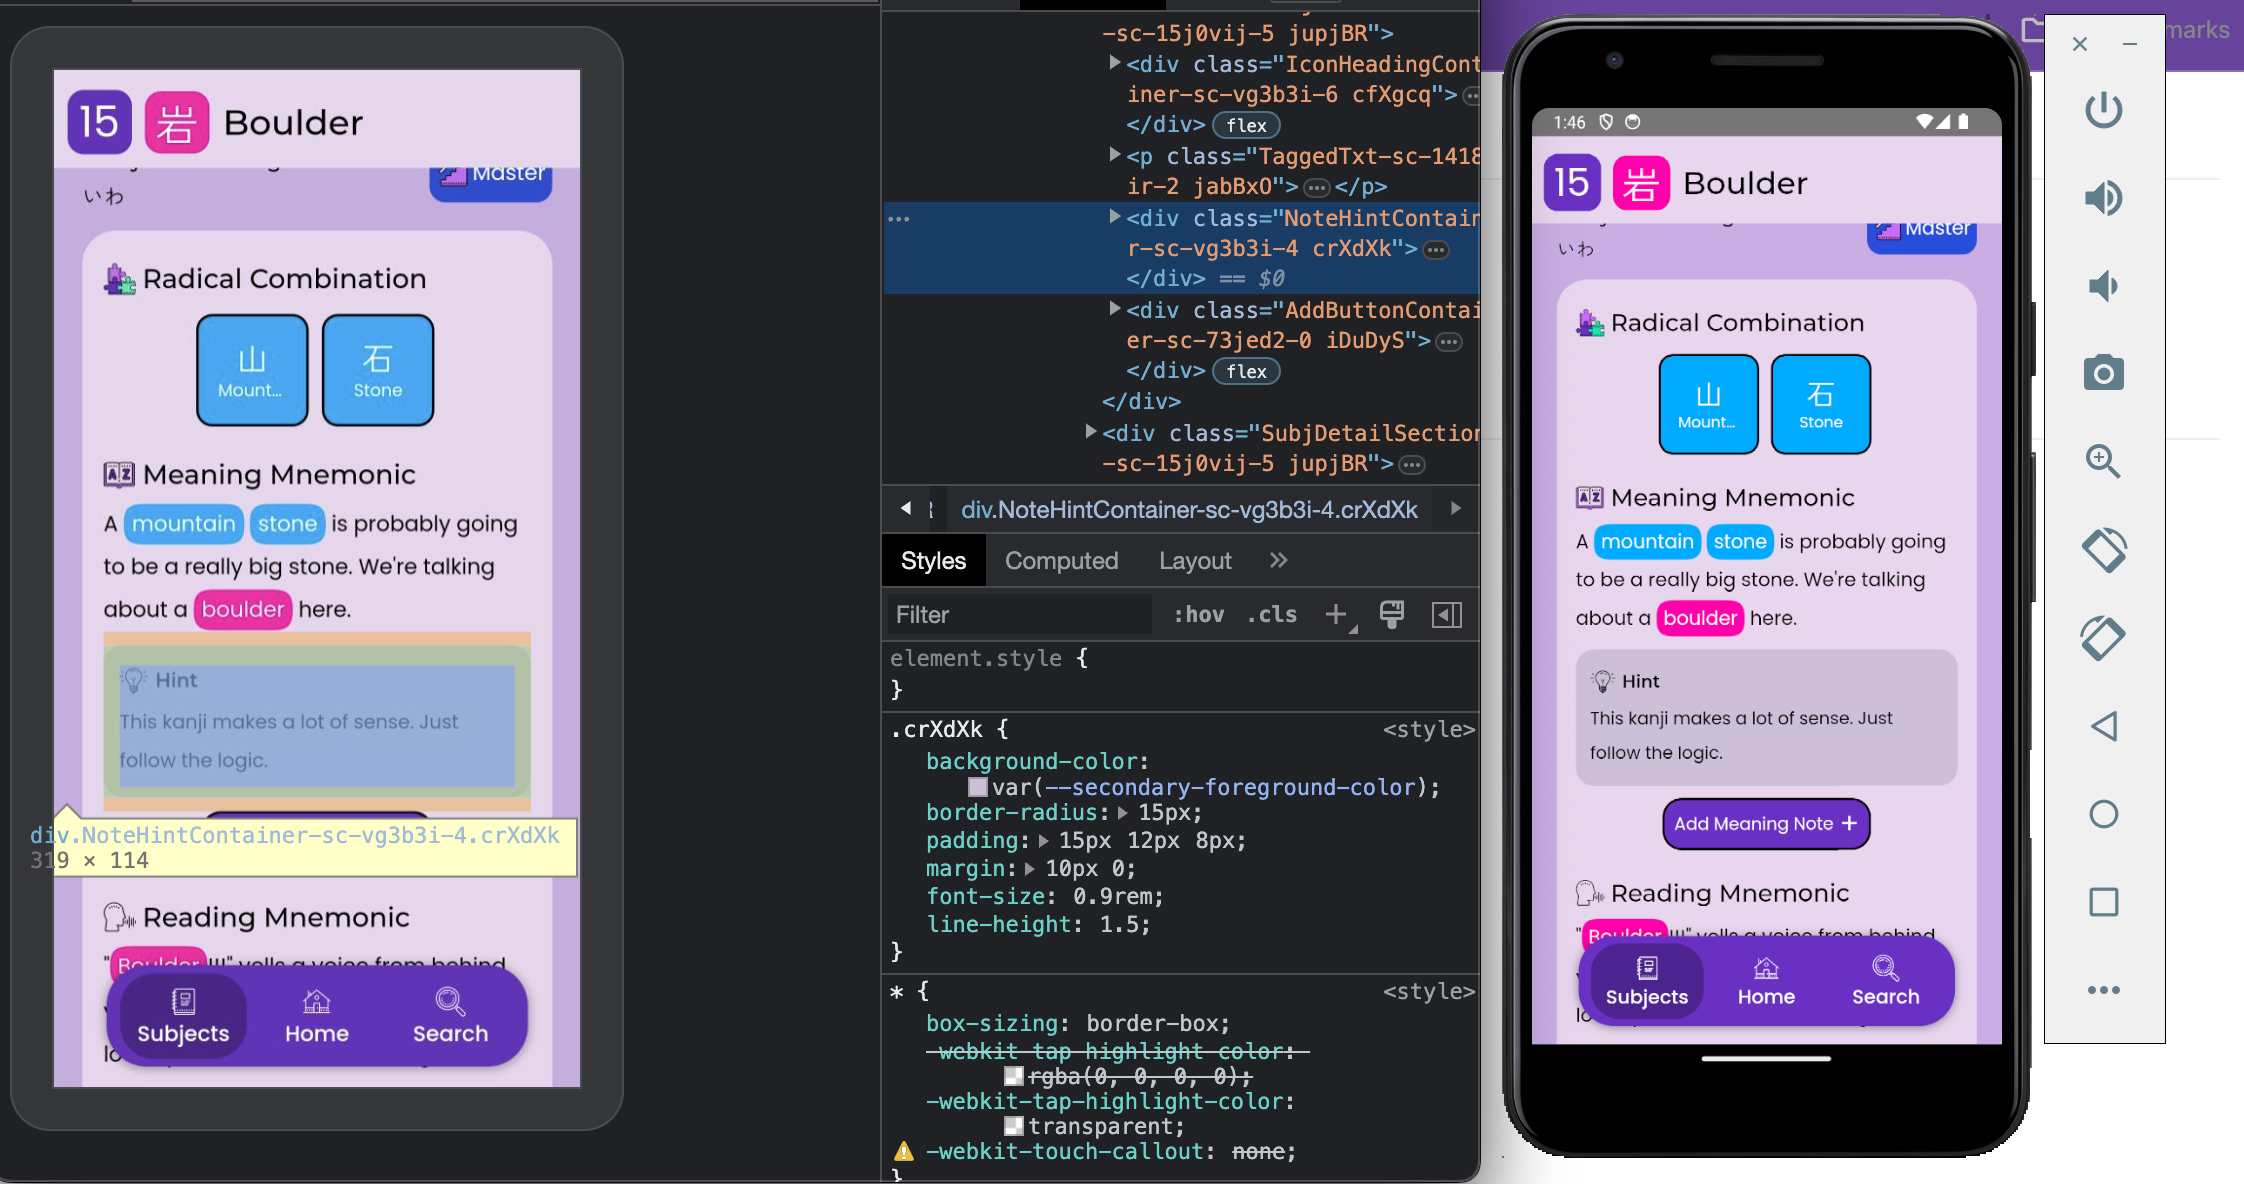 15 岩 Boulder
Master
いわ
Radical Combination
山 石
Mount... Stone
Meaning Mnemonic
A mountain stone is probably going
to be a really big stone. We're talking
about a boulder here.
Hint
This kanji makes a lot of sense. Just
follow the logic.
div.NoteHintContainer-sc-vg3b3i-4.crXdXk
319 × 114
Reading Mnemonic
"Boulder!!!" yells a voice from behind
lo
Subjects Home Search
-sc-15j0vij-5 jupjBR">
<div class="IconHeadingCont
iner-sc-vg3b3i-6 cfXgcq">…
</div> flex
<p class="TaggedTxt-sc-1418
ir-2 jabBxO">…</p>
… <div class="NoteHintContain
r-sc-vg3b3i-4 crXdXk">…
</div> == $0
<div class="AddButtonContai
er-sc-73jed2-0 iDuDyS">…
</div> flex
</div>
<div class="SubjDetailSection
-sc-15j0vij-5 jupjBR">…
div.NoteHintContainer-sc-vg3b3i-4.crXdXk
Styles Computed Layout »
Filter :hov .cls +
element.style {
}
.crXdXk { <style>
background-color:
var(--secondary-foreground-color);
border-radius: 15px;
padding: 15px 12px 8px;
margin: 10px 0;
font-size: 0.9rem;
line-height: 1.5;
}
* { <style>
box-sizing: border-box;
-webkit-tap-highlight-color:
rgba(0, 0, 0, 0);
-webkit-tap-highlight-color:
transparent;
-webkit-touch-callout: none;
}
marks
1:46
15 岩 Boulder
Master
いわ
Radical Combination
山 石
Mount... Stone
Meaning Mnemonic
A mountain stone is probably going
to be a really big stone. We're talking
about a boulder here.
Hint
This kanji makes a lot of sense. Just
follow the logic.
Add Meaning Note +
Reading Mnemonic
"Boulder!!!" yells a voice from behind
lo
Subjects Home Search